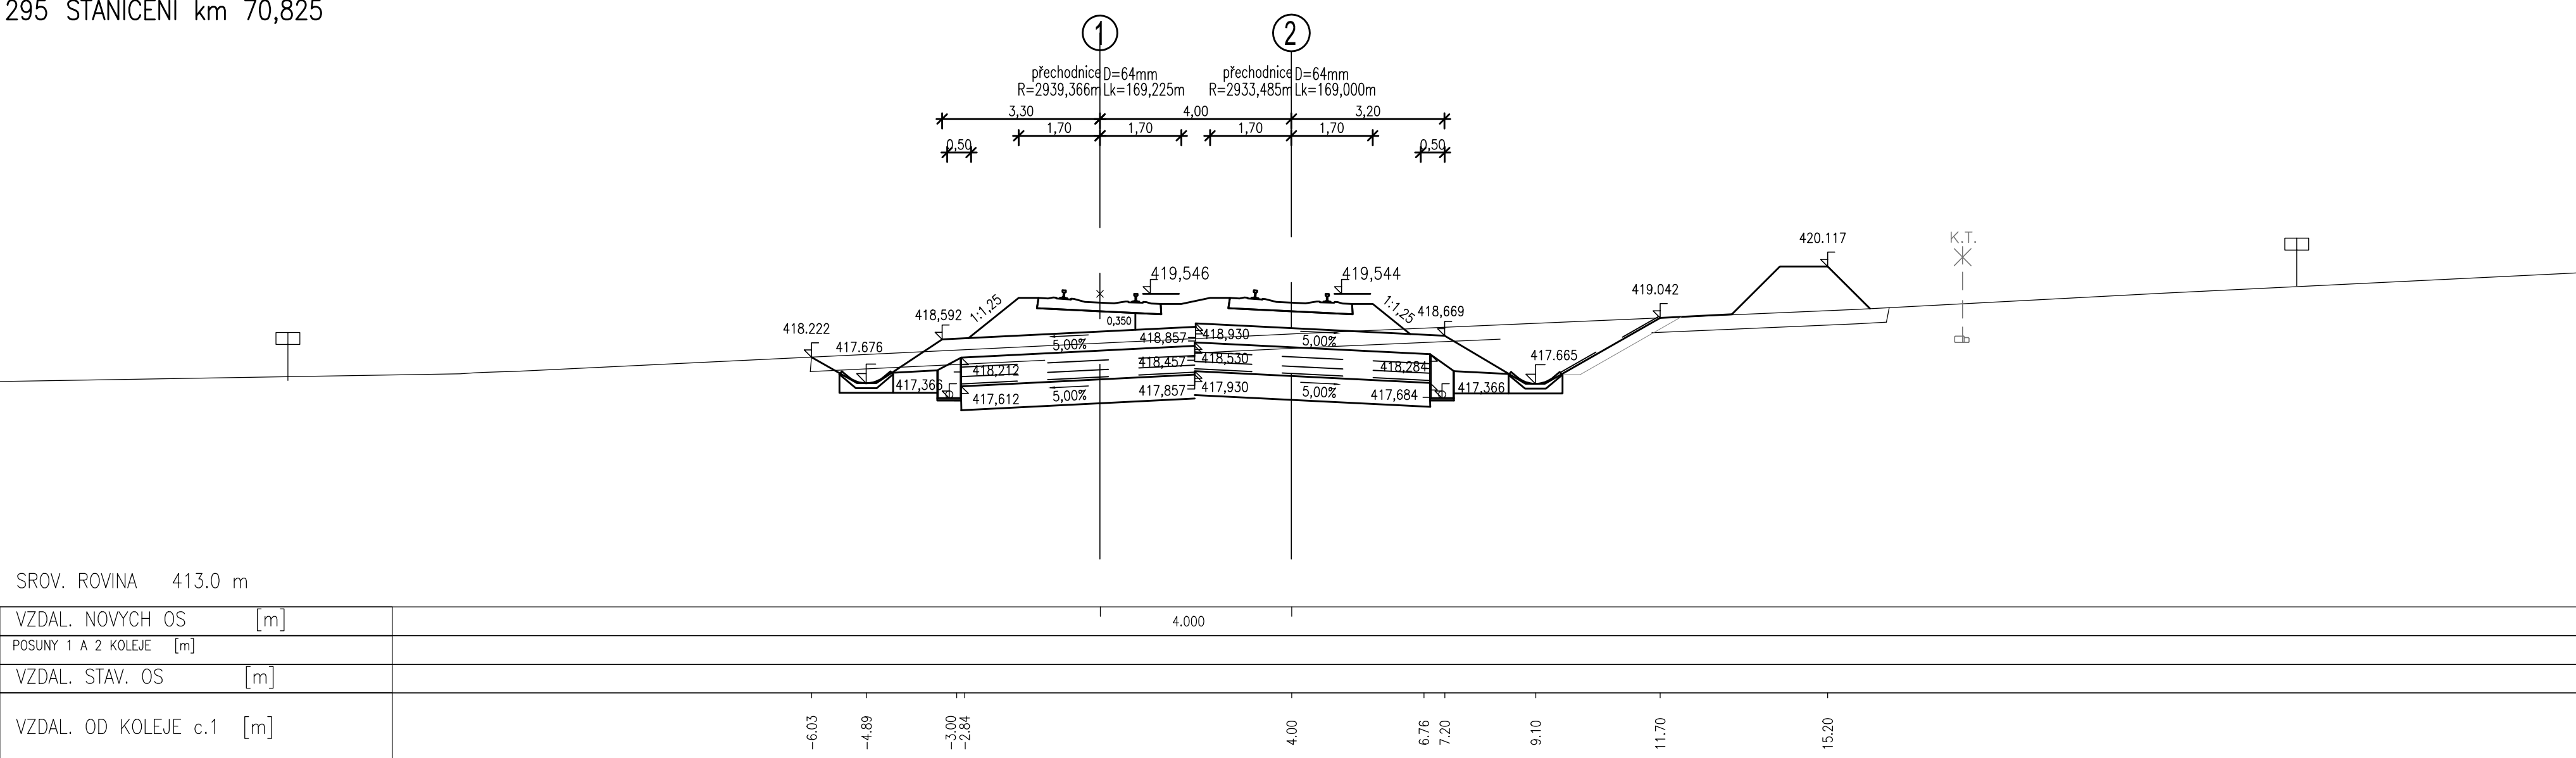 295 STANIČENÍ km 70,825
1 2
přechodnice D=64mm přechodnice D=64mm
R=2939,366m Lk=169,225m R=2933,485m Lk=169,000m
3,30 4,00 3,20
1,70 1,70 1,70 1,70
0,50 0,50
K.T.
420.117
419,546 419,544
419.042
1:1,25 1:1,25
418,592 0,350 418,669
418.222
418,857 418,930
417.676 5,00% 5,00% 417.665
418,457 418,530
418,212 418,284
417,366 417,366
417,857 417,930
417,612 5,00% 5,00% 417,684
SROV. ROVINA 413.0 m
VZDAL. NOVYCH OS [m] 4.000
POSUNY 1 A 2 KOLEJE [m]
VZDAL. STAV. OS [m]
VZDAL. OD KOLEJE c.1 [m] -6.03 -4.89 -3.00 -2.84 4.00 6.76 7.20 9.10 11.70 15.20